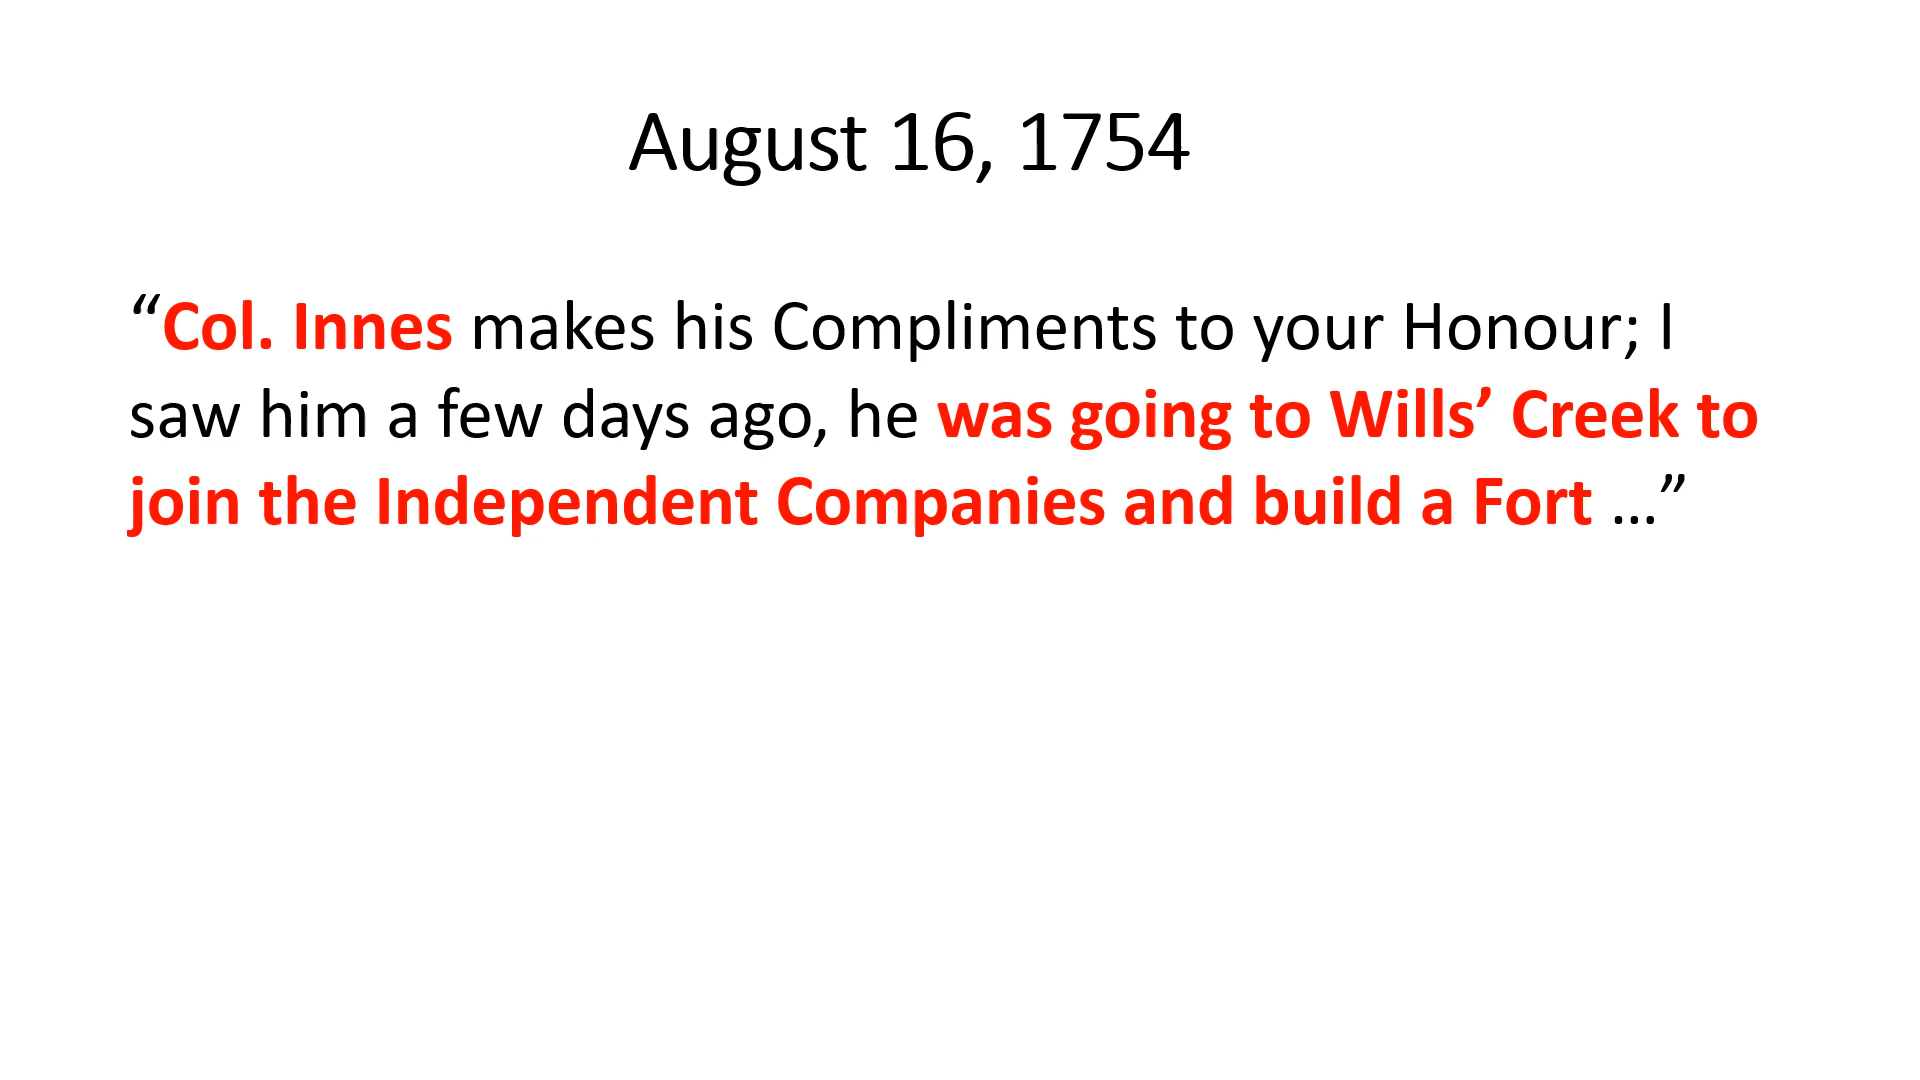 August 16, 1754
“Col. Innes makes his Compliments to your Honour; I
saw him a few days ago, he was going to Wills’ Creek to
join the Independent Companies and build a Fort …”